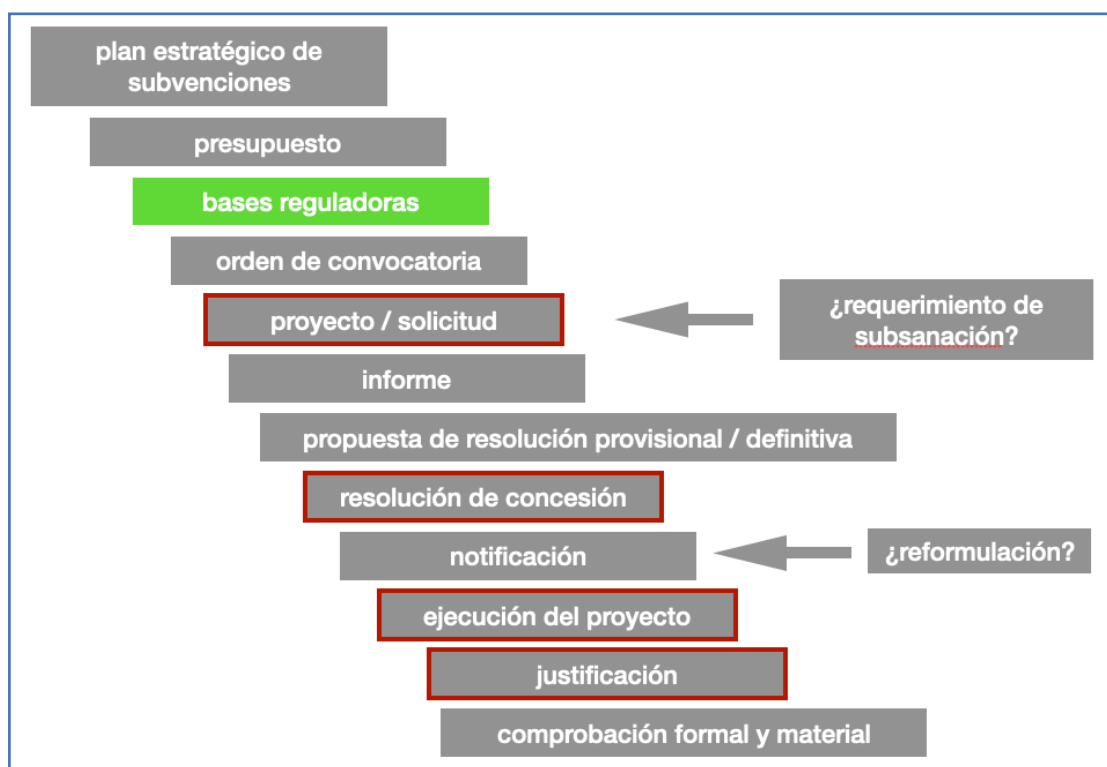 plan estratégico de
subvenciones
presupuesto
bases reguladoras
orden de convocatoria
proyecto / solicitud
¿requerimiento de
subsanación?
informe
propuesta de resolución provisional / definitiva
resolución de concesión
notificación
¿reformulación?
ejecución del proyecto
justificación
comprobación formal y material